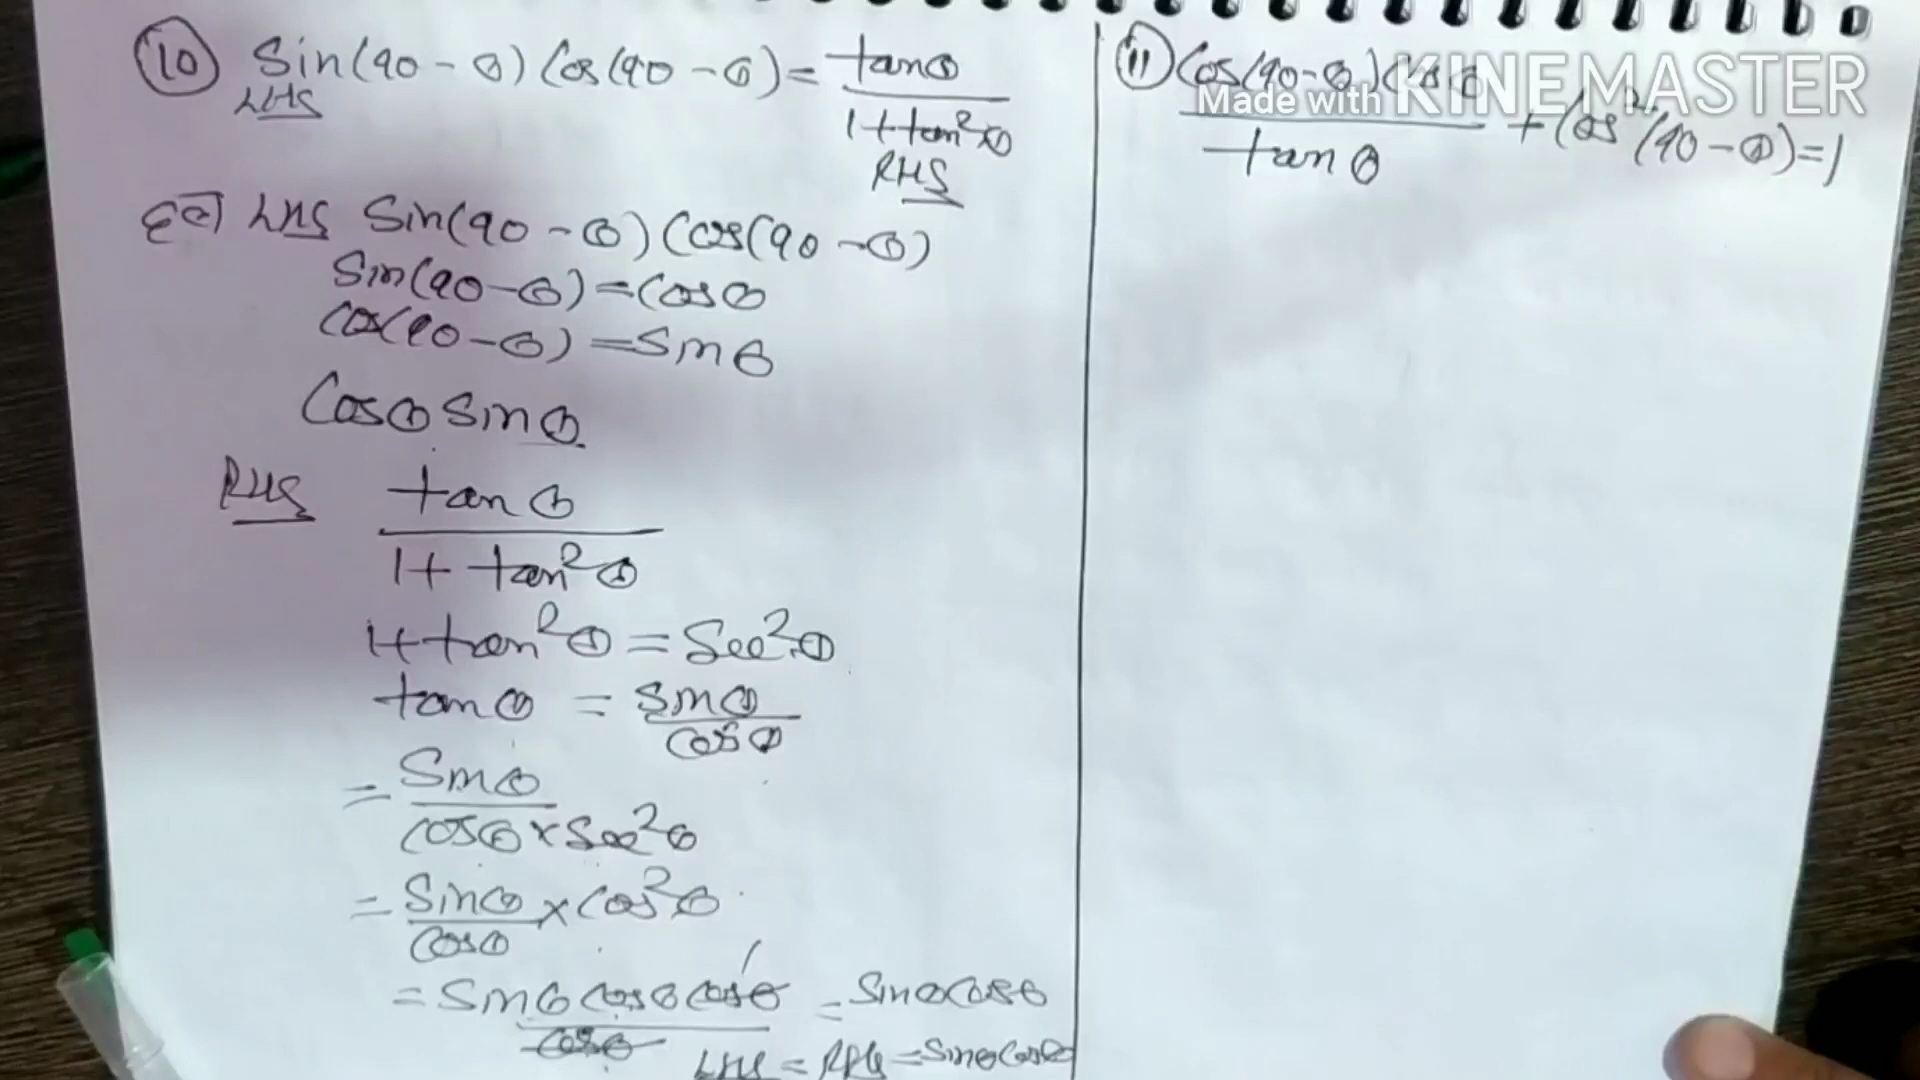 10 Sin(90 - θ) Cos(90 - θ) = tanθ / 1 + tan²θ
LHS
RHS
LHS Sin(90 - θ) Cos(90 - θ)
Sin(90 - θ) = Cosθ
Cos(90 - θ) = Sinθ
Cosθ Sinθ
RHS tanθ / 1 + tan²θ
1 + tan²θ = Sec²θ
tanθ = Sinθ / Cosθ
= Sinθ / Cosθ × Sec²θ
= Sinθ / Cosθ × Cos²θ
= Sinθ Cosθ Cosθ / Cosθ = Sinθ Cosθ
LHS = RHS = Sinθ Cosθ
11 Cos(90 - θ) Cosθ / tanθ + Cos²(90 - θ) = 1
Made with KINEMASTER